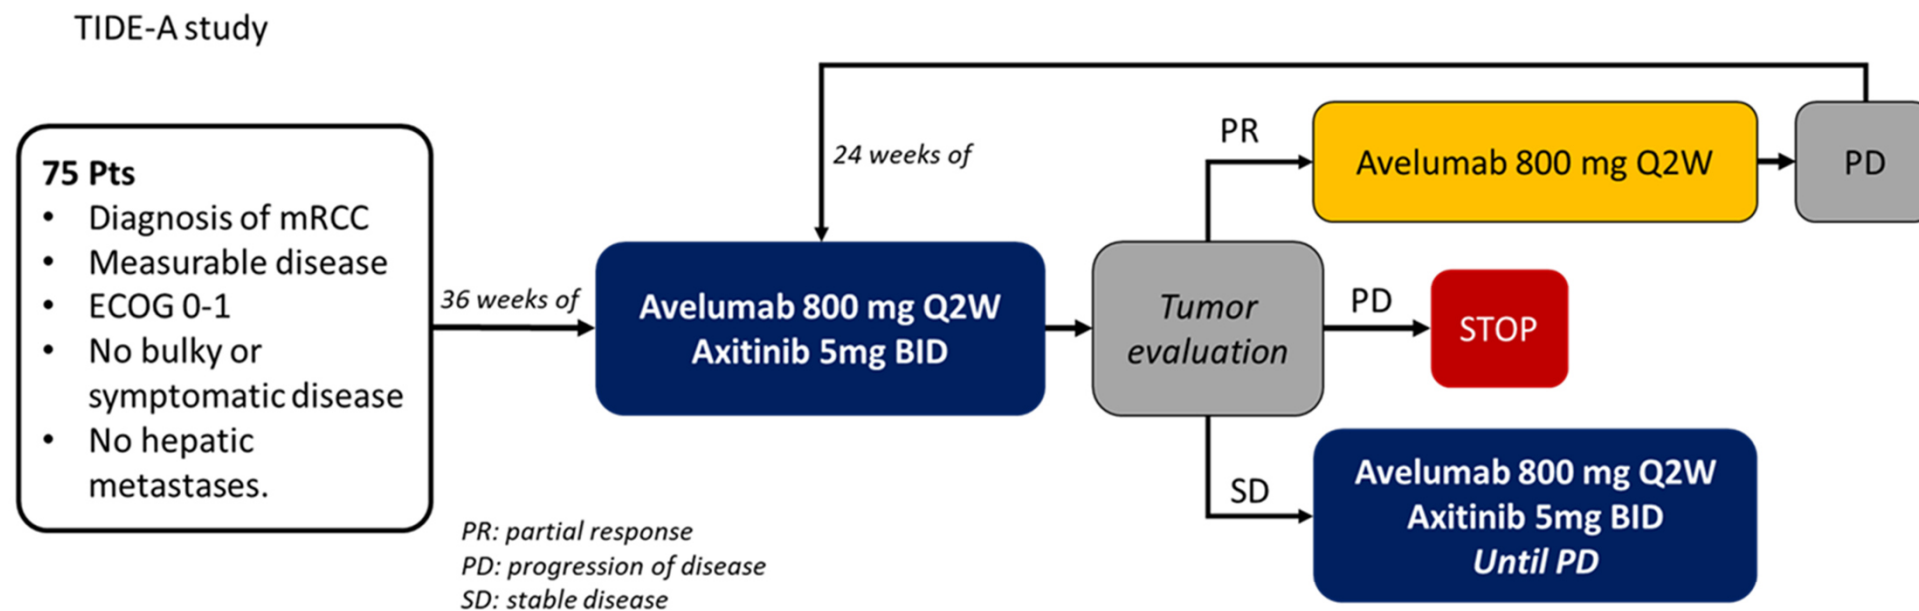 TIDE-A study
75 Pts
• Diagnosis of mRCC
• Measurable disease
• ECOG 0-1
• No bulky or
symptomatic disease
• No hepatic
metastases.
36 weeks of
24 weeks of
Avelumab 800 mg Q2W
Axitinib 5mg BID
Tumor
evaluation
PR
Avelumab 800 mg Q2W
PD
PD
STOP
SD
Avelumab 800 mg Q2W
Axitinib 5mg BID
Until PD
PR: partial response
PD: progression of disease
SD: stable disease